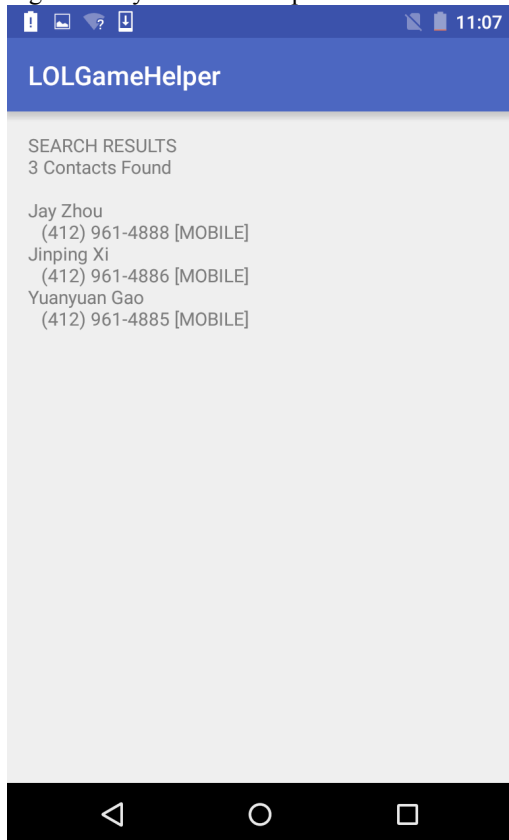 11:07
LOLGameHelper
SEARCH RESULTS
3 Contacts Found
Jay Zhou
(412) 961-4888 [MOBILE]
Jinping Xi
(412) 961-4886 [MOBILE]
Yuanyuan Gao
(412) 961-4885 [MOBILE]